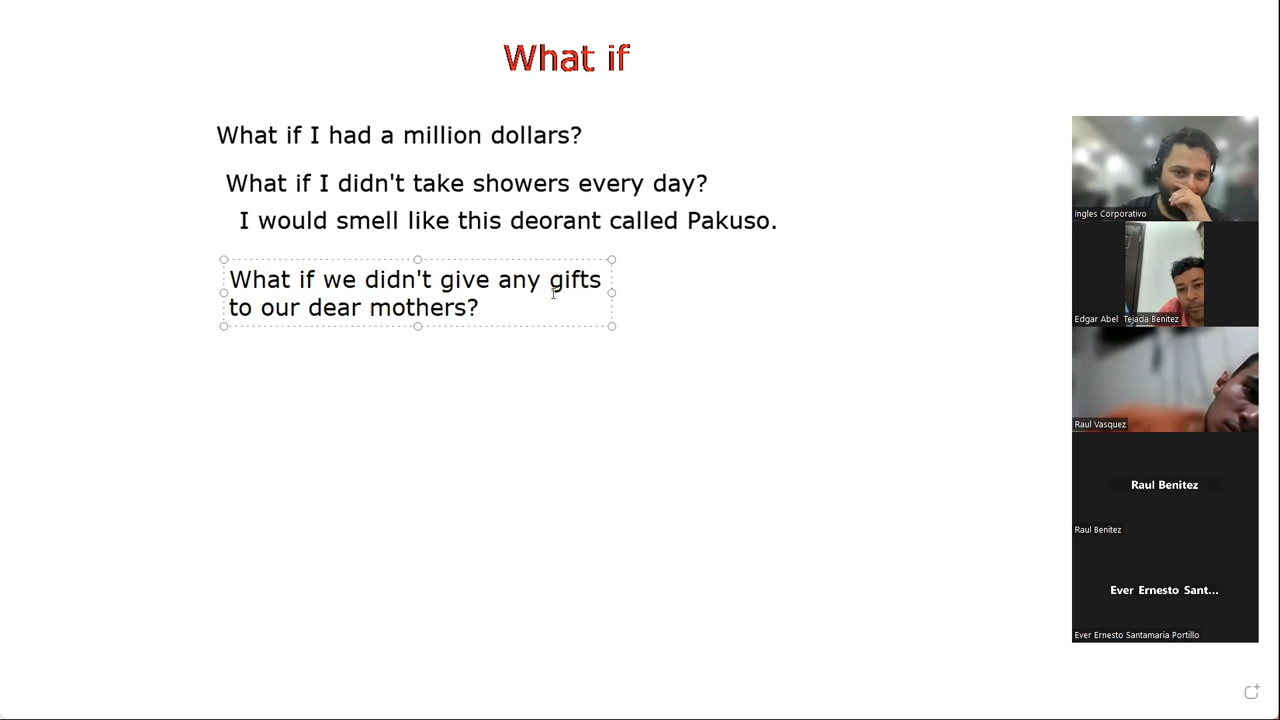 What if
What if I had a million dollars?
What if I didn't take showers every day?
I would smell like this deorant called Pakuso.
What if we didn't give any gifts
to our dear mothers?
Ingles Corporativo
Edgar Abel Tejada Benitez
Raul Vasquez
Raul Benitez
Raul Benitez
Ever Ernesto Sant...
Ever Ernesto Santamaria Portillo